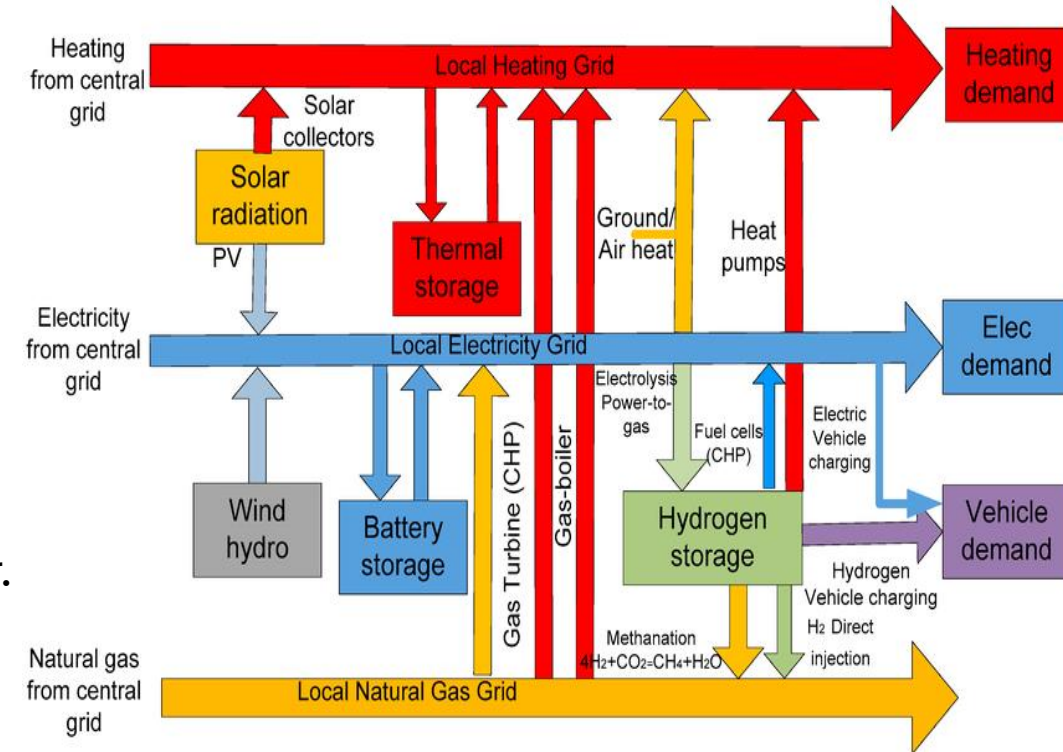 Heating
from central
grid
Local Heating Grid
Heating
demand
Solar
collectors
Solar
radiation
PV
Thermal
storage
Ground/
Air heat
Heat
pumps
Electricity
from central
grid
Local Electricity Grid
Elec
demand
Electrolysis
Power-to-
gas
Fuel cells
(CHP)
Electric
Vehicle
charging
Wind
hydro
Battery
storage
Gas Turbine (CHP)
Gas-boiler
Hydrogen
storage
Vehicle
demand
Hydrogen
Vehicle charging
Methanation
4H₂+CO₂=CH₄+H₂O
H₂ Direct
injection
Natural gas
from central
grid
Local Natural Gas Grid